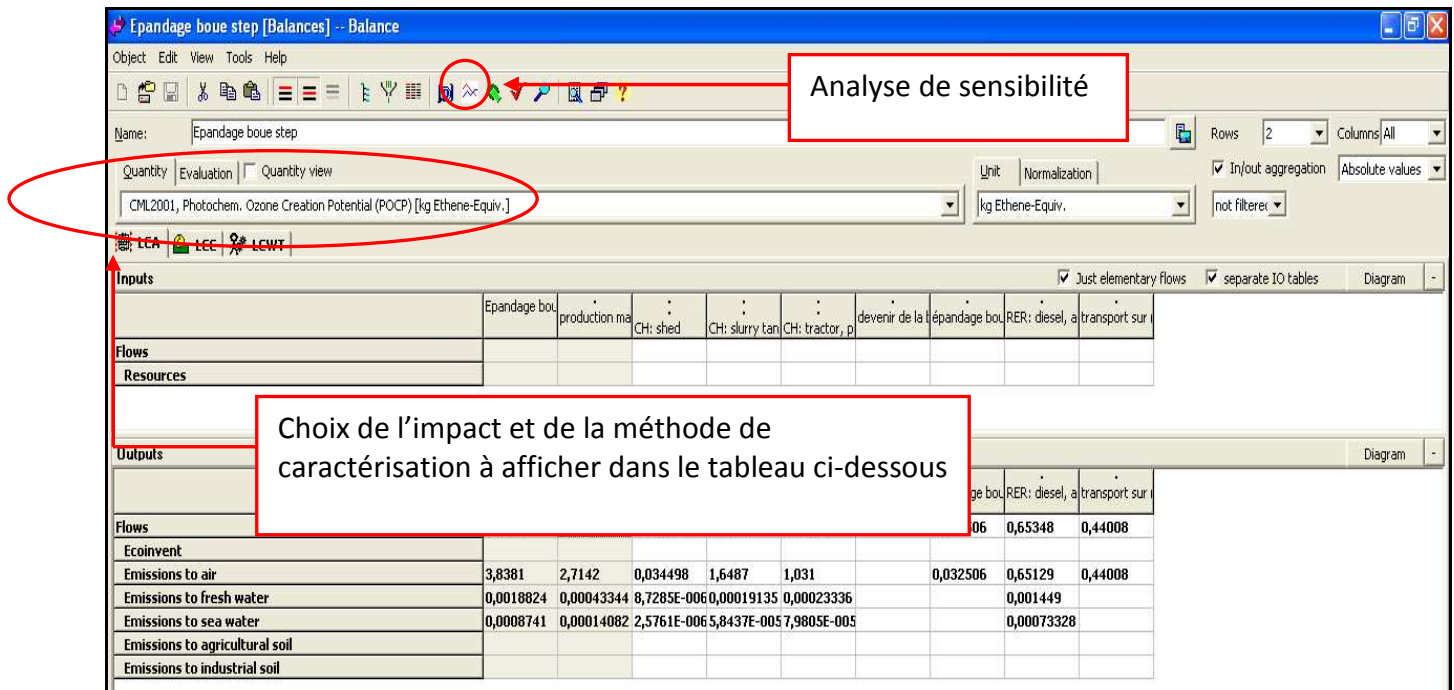 Epandage boue step [Balances] -- Balance
Object Edit View Tools Help
Analyse de sensibilité
Name: Epandage boue step Rows 2 Columns All
Quantity Evaluation Quantity view Unit Normalization In/out aggregation Absolute values
CML2001, Photochem. Ozone Creation Potential (POCP) [kg Ethene-Equiv.] kg Ethene-Equiv. not filterec
LCA LCC LCWT
Inputs Just elementary flows separate IO tables Diagram -
Epandage bou production ma CH: shed CH: slurry tan CH: tractor, p devenir de la b épandage bou RER: diesel, a transport sur r
Flows
Resources
Choix de l'impact et de la méthode de
caractérisation à afficher dans le tableau ci-dessous
Outputs Diagram -
ge bou RER: diesel, a transport sur r
Flows 506 0,65348 0,44008
Ecoinvent
Emissions to air 3,8381 2,7142 0,034498 1,6487 1,031 0,032506 0,65129 0,44008
Emissions to fresh water 0,0018824 0,00043344 8,7285E-006 0,00019135 0,00023336 0,001449
Emissions to sea water 0,0008741 0,00014082 2,5761E-006 5,8437E-005 7,9805E-005 0,00073328
Emissions to agricultural soil
Emissions to industrial soil